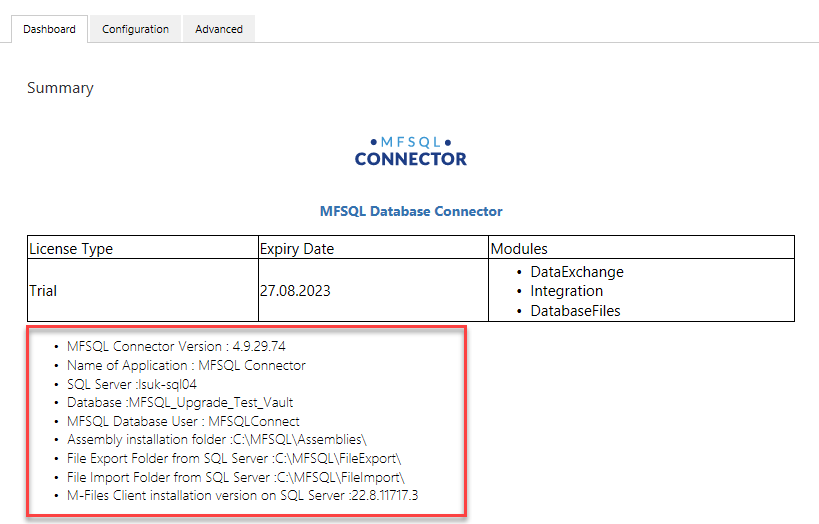 Dashboard Configuration Advanced
Summary
MFSQL
CONNECTOR
MFSQL Database Connector
License Type Expiry Date Modules
Trial 27.08.2023
• DataExchange
• Integration
• DatabaseFiles
• MFSQL Connector Version : 4.9.29.74
• Name of Application : MFSQL Connector
• SQL Server :lsuk-sql04
• Database :MFSQL_Upgrade_Test_Vault
• MFSQL Database User : MFSQLConnect
• Assembly installation folder :C:\MFSQL\Assemblies\
• File Export Folder from SQL Server :C:\MFSQL\FileExport\
• File Import Folder from SQL Server :C:\MFSQL\FileImport\
• M-Files Client installation version on SQL Server :22.8.11717.3